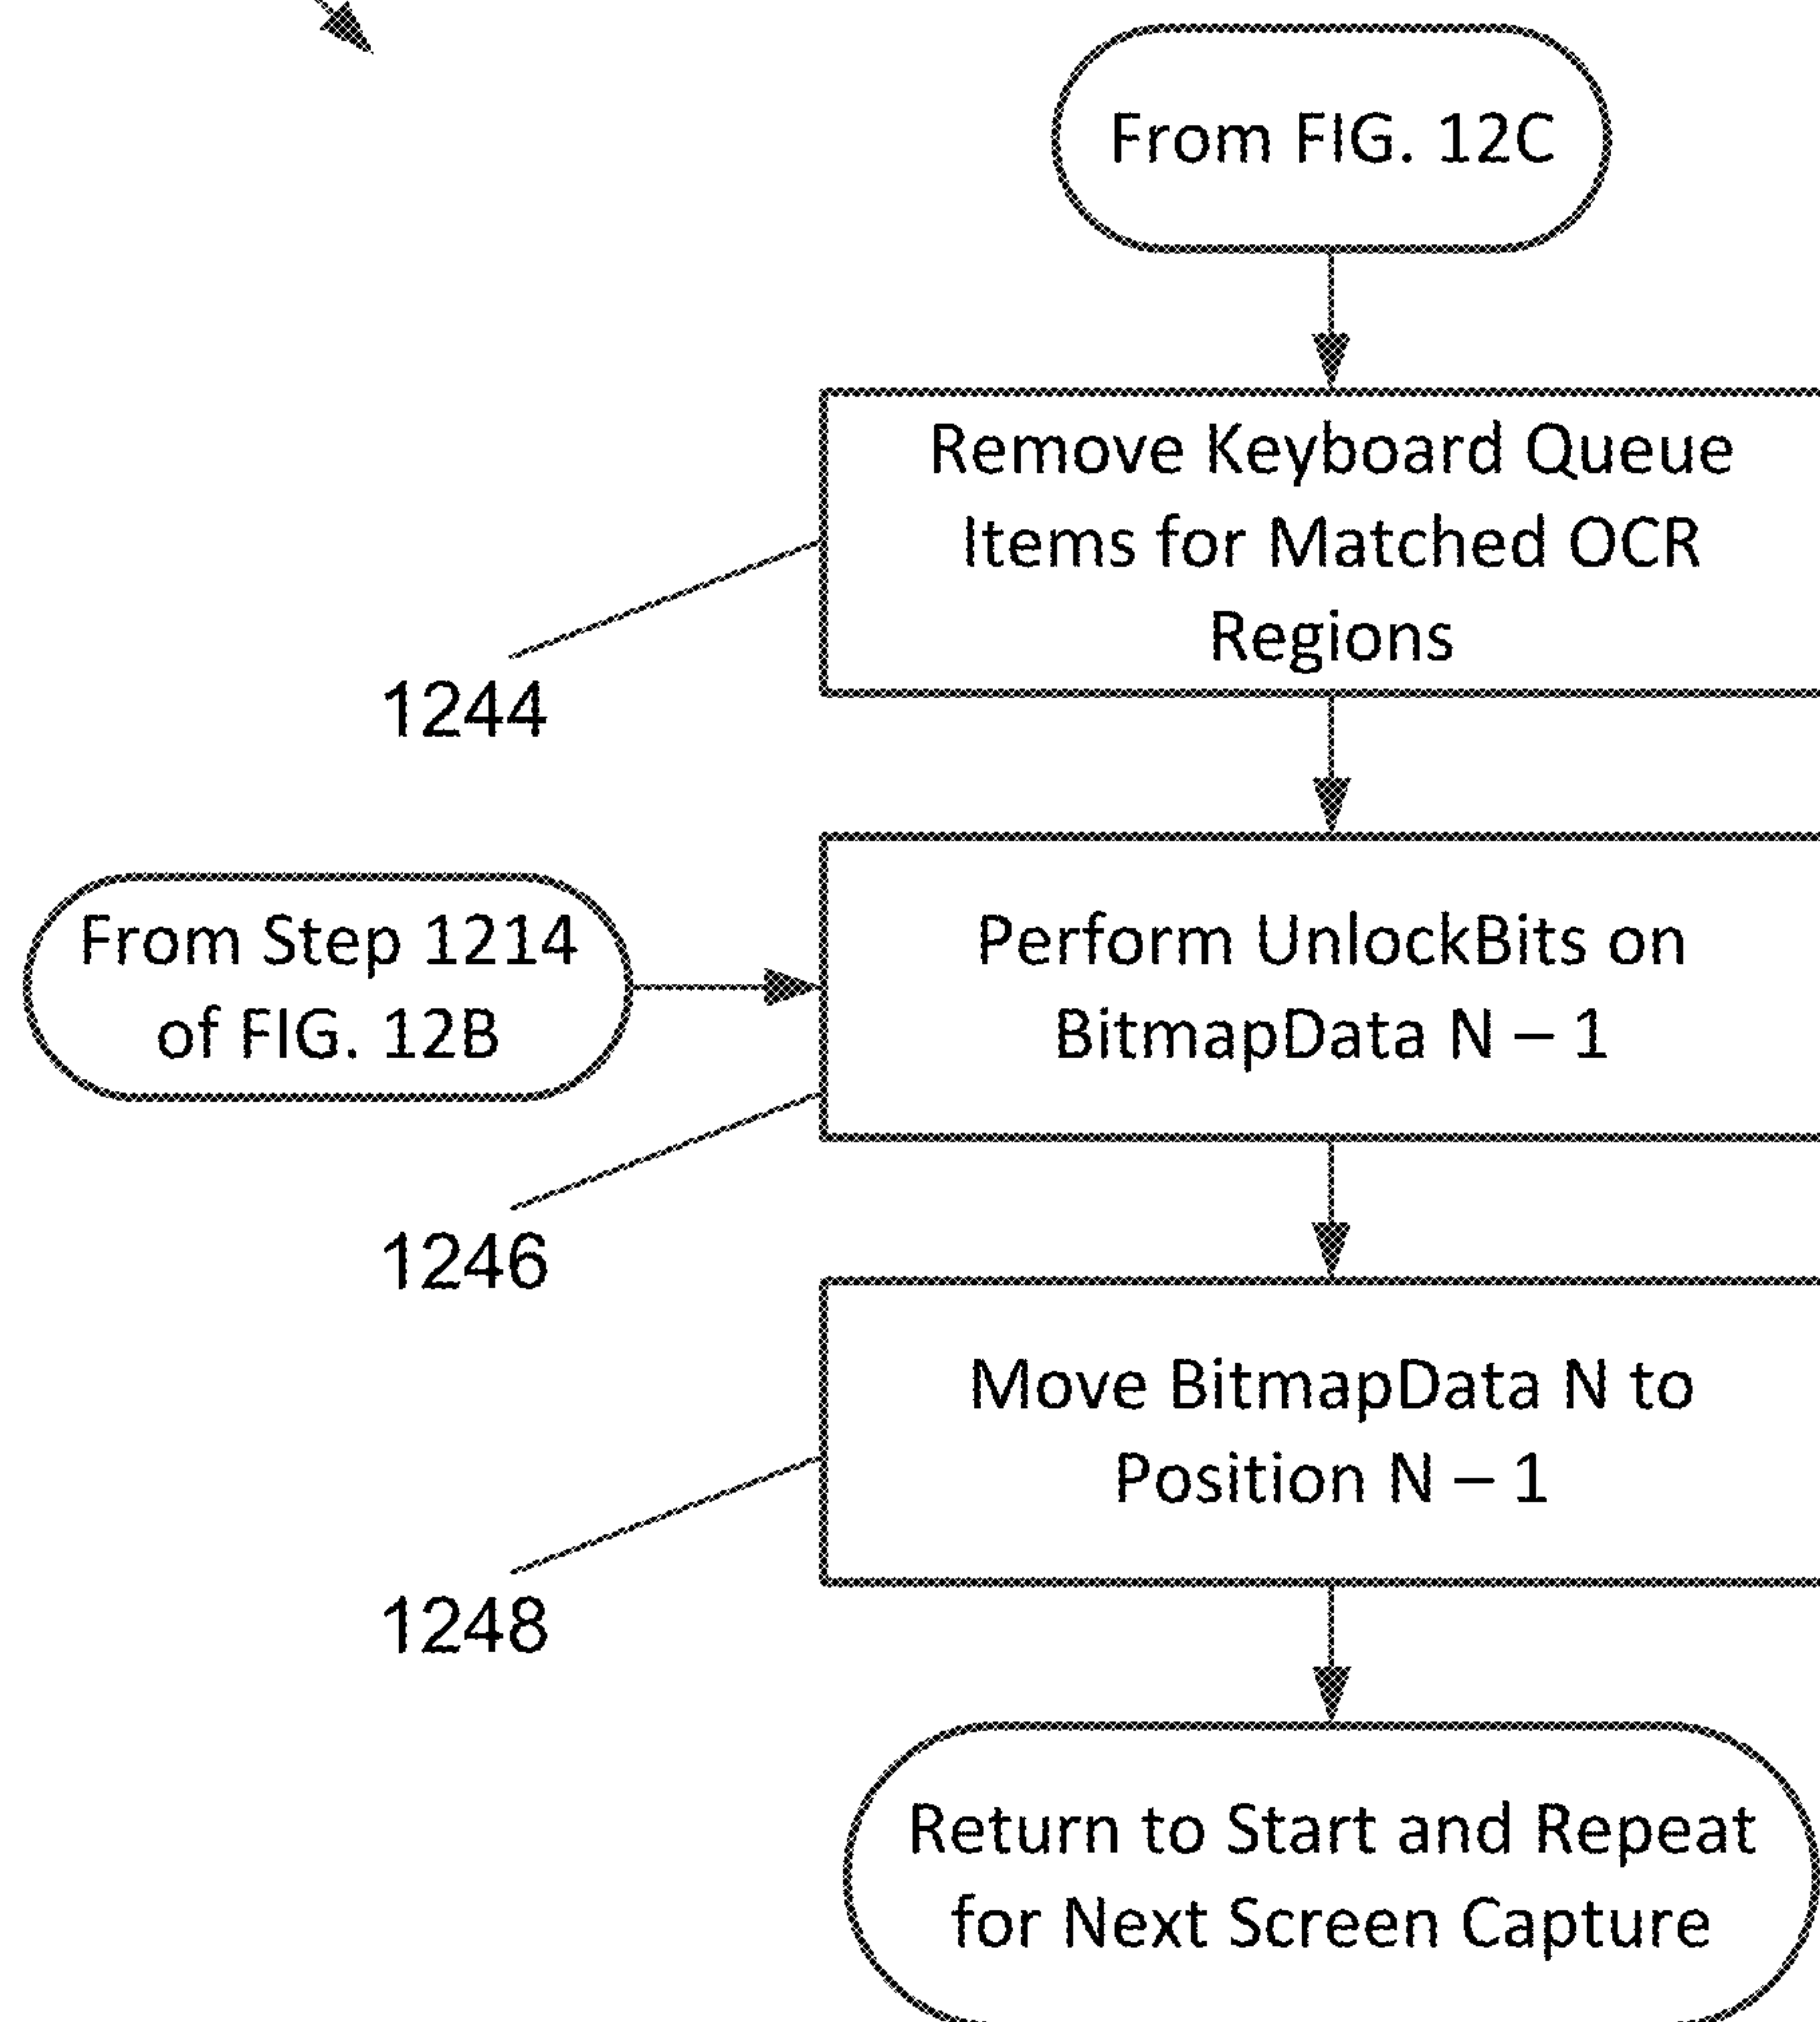 From FIG. 12C
Remove Keyboard Queue
Items for Matched OCR
Regions
1244
From Step 1214
of FIG. 12B
Perform UnlockBits on
BitmapData N – 1
1246
Move BitmapData N to
Position N – 1
1248
Return to Start and Repeat
for Next Screen Capture